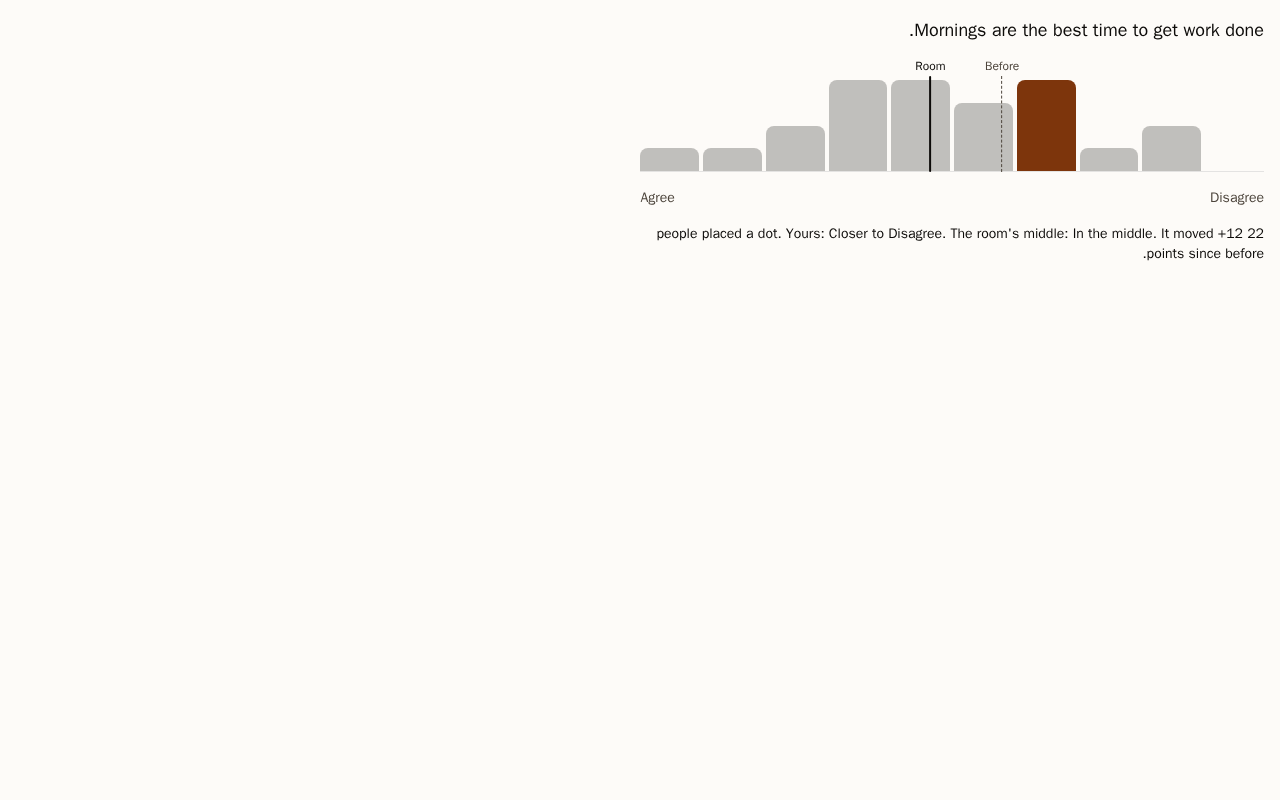 Mornings are the best time to get work done.
Room
Before
Agree
Disagree
22 people placed a dot. Yours: Closer to Disagree. The room's middle: In the middle. It moved +12
points since before.